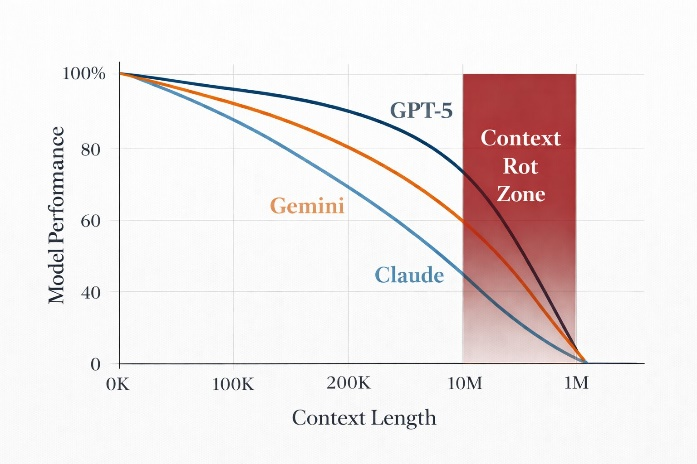 100%
80
60
40
0
Model Performance
GPT-5
Gemini
Claude
Context
Rot
Zone
0K
100K
200K
10M
1M
Context Length